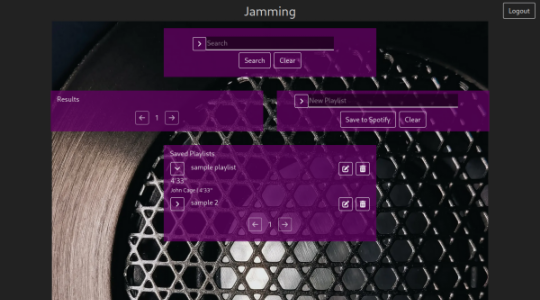 Jamming
Logout
Search
Search Clear
Results
1
New Playlist
Save to Spotify Clear
Saved Playlists
sample playlist
4'33"
John Cage | 4'33"
sample 2
1